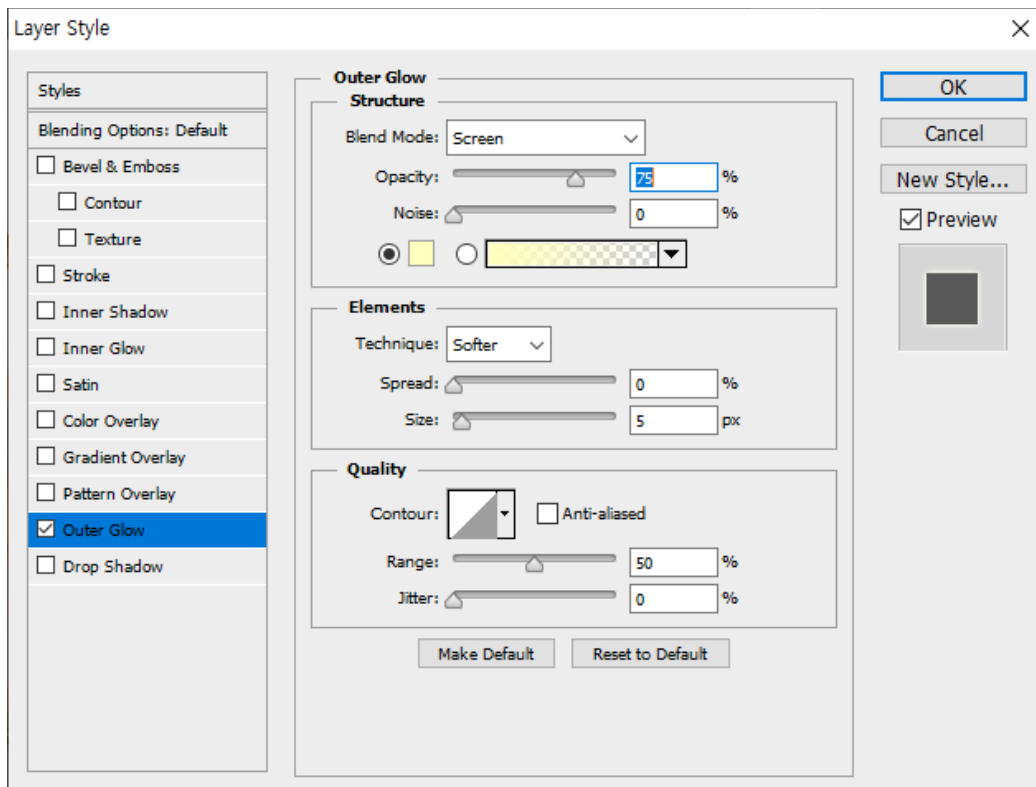 Layer Style
Styles
Blending Options: Default
Bevel & Emboss
Contour
Texture
Stroke
Inner Shadow
Inner Glow
Satin
Color Overlay
Gradient Overlay
Pattern Overlay
Outer Glow
Drop Shadow
Outer Glow
Structure
Blend Mode: Screen
Opacity: 75 %
Noise: 0 %
Elements
Technique: Softer
Spread: 0 %
Size: 5 px
Quality
Contour: Anti-aliased
Range: 50 %
Jitter: 0 %
Make Default Reset to Default
OK
Cancel
New Style...
Preview